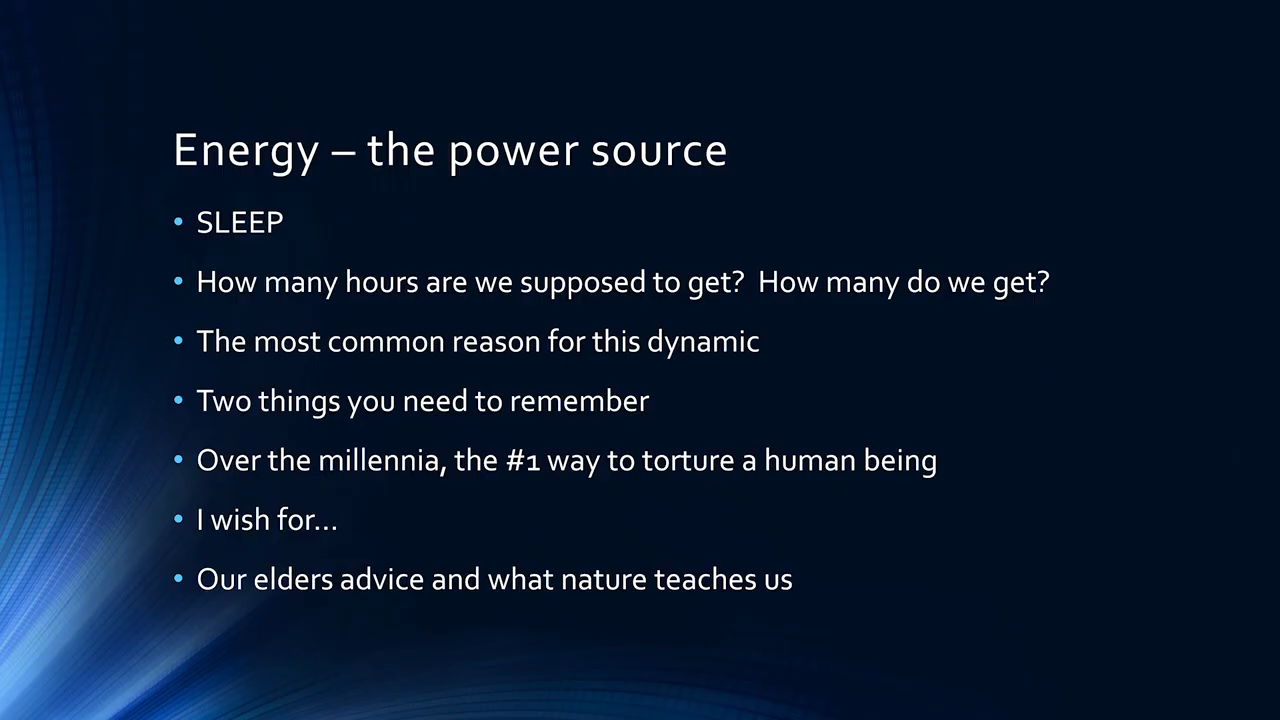 Energy – the power source
• SLEEP
• How many hours are we supposed to get?  How many do we get?
• The most common reason for this dynamic
• Two things you need to remember
• Over the millennia, the #1 way to torture a human being
• I wish for…
• Our elders advice and what nature teaches us